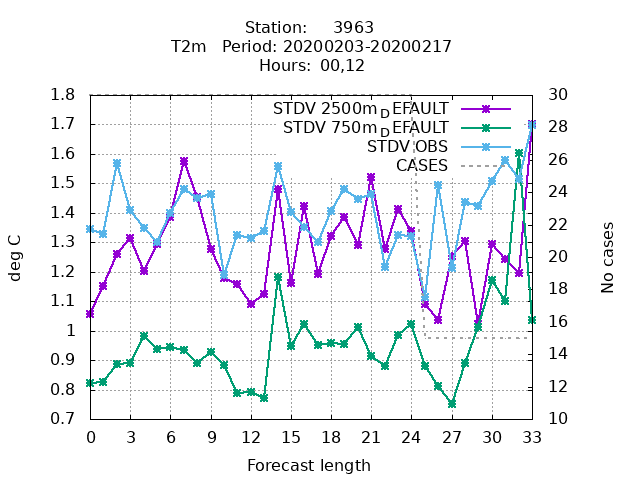 Station: 3963
T2m Period: 20200203-20200217
Hours: 00,12
1.8
1.7
1.6
1.5
1.4
1.3
1.2
1.1
1
0.9
0.8
0.7
deg C
STDV 2500m_DEFAULT
STDV 750m_DEFAULT
STDV OBS
CASES
30
28
26
24
22
20
18
16
14
12
10
No cases
0 3 6 9 12 15 18 21 24 27 30 33
Forecast length